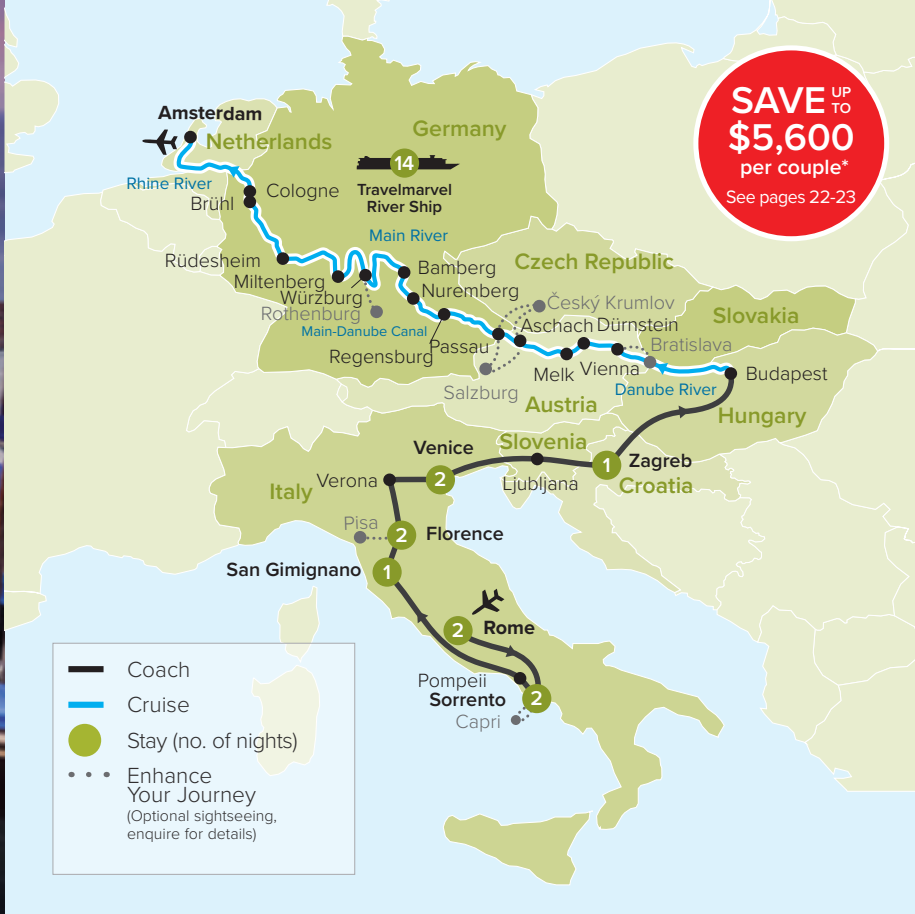 SAVE UP TO
$5,600
per couple*
See pages 22-23
Amsterdam
Netherlands
Germany
14
Travelmarvel
River Ship
Rhine River
Cologne
Brühl
Main River
Rüdesheim
Miltenberg
Würzburg
Rothenburg
Bamberg
Nuremberg
Main-Danube Canal
Regensburg
Czech Republic
Český Krumlov
Passau
Aschach
Dürnstein
Slovakia
Bratislava
Salzburg
Melk
Vienna
Danube River
Budapest
Austria
Hungary
Slovenia
Venice
2
Ljubljana
1
Zagreb
Croatia
Verona
Italy
Pisa
2
Florence
San Gimignano
1
2
Rome
Pompeii
Sorrento
2
Capri
Coach
Cruise
Stay (no. of nights)
Enhance
Your Journey
(Optional sightseeing,
enquire for details)